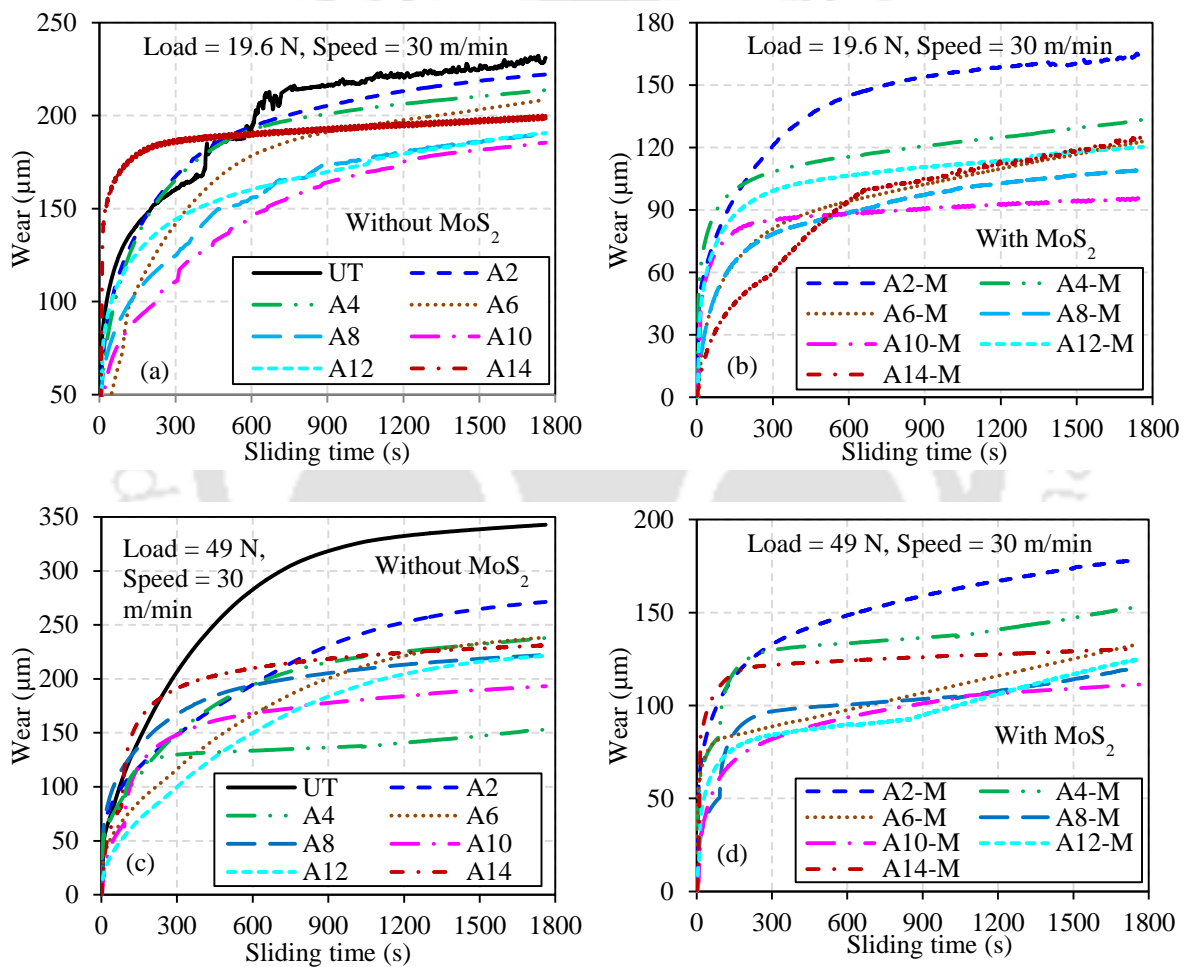 250
200
150
100
50
0
300
600
900
1200
1500
1800
Wear (µm)
Sliding time (s)
Load = 19.6 N, Speed = 30 m/min
Without MoS2
UT
A2
A4
A6
A8
A10
A12
A14
(a)
180
150
120
90
60
30
0
0
300
600
900
1200
1500
1800
Wear (µm)
Sliding time (s)
Load = 19.6 N, Speed = 30 m/min
With MoS2
A2-M
A4-M
A6-M
A8-M
A10-M
A12-M
A14-M
(b)
350
300
250
200
150
100
50
0
0
300
600
900
1200
1500
1800
Wear (µm)
Sliding time (s)
Load = 49 N,
Speed = 30
m/min
Without MoS2
UT
A2
A4
A6
A8
A10
A12
A14
(c)
200
150
100
50
0
0
300
600
900
1200
1500
1800
Wear (µm)
Sliding time (s)
Load = 49 N, Speed = 30 m/min
With MoS2
A2-M
A4-M
A6-M
A8-M
A10-M
A12-M
A14-M
(d)